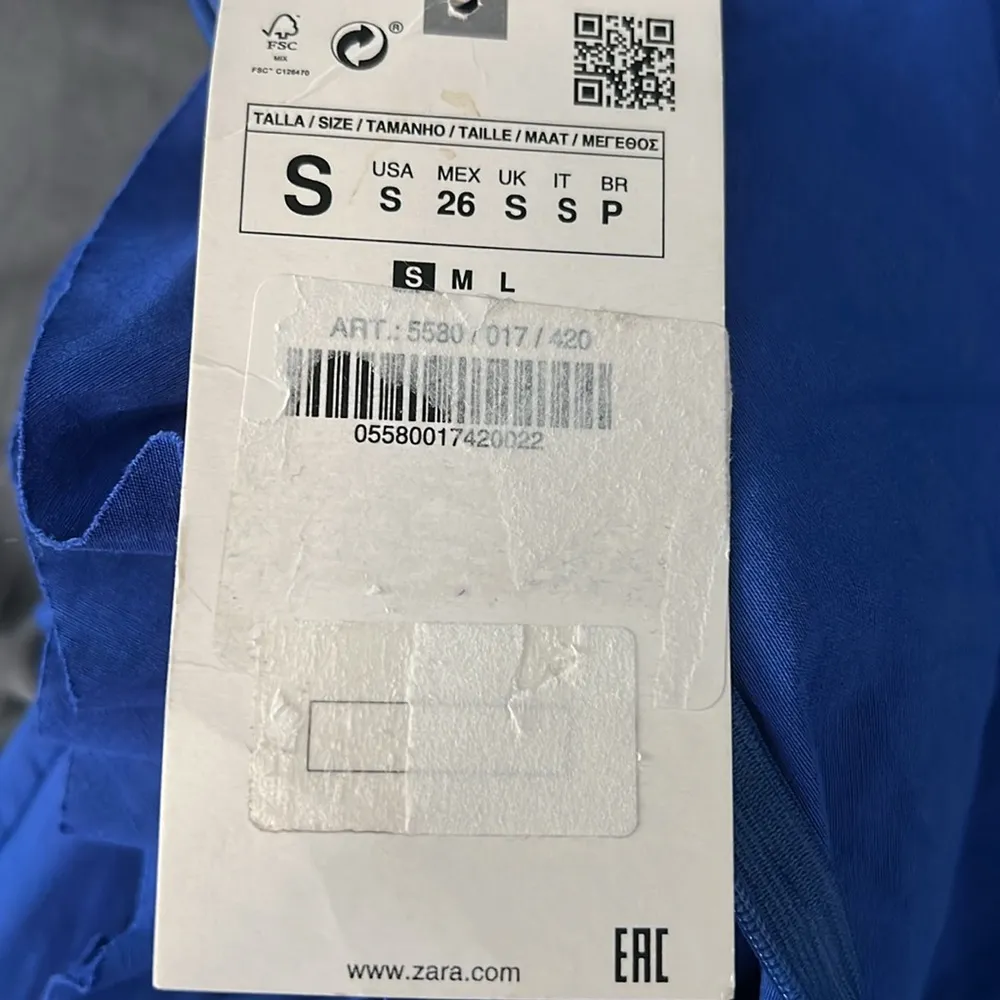 FSC
MIX
FSC™ C126470
®
TALLA / SIZE / TAMANHO / TAILLE / MAAT / ΜΕΓΕΘΟΣ
S
USA MEX UK IT BR
S 26 S S P
S M L
ART.: 5580 / 017 / 420
05580017420022
www.zara.com
EAC